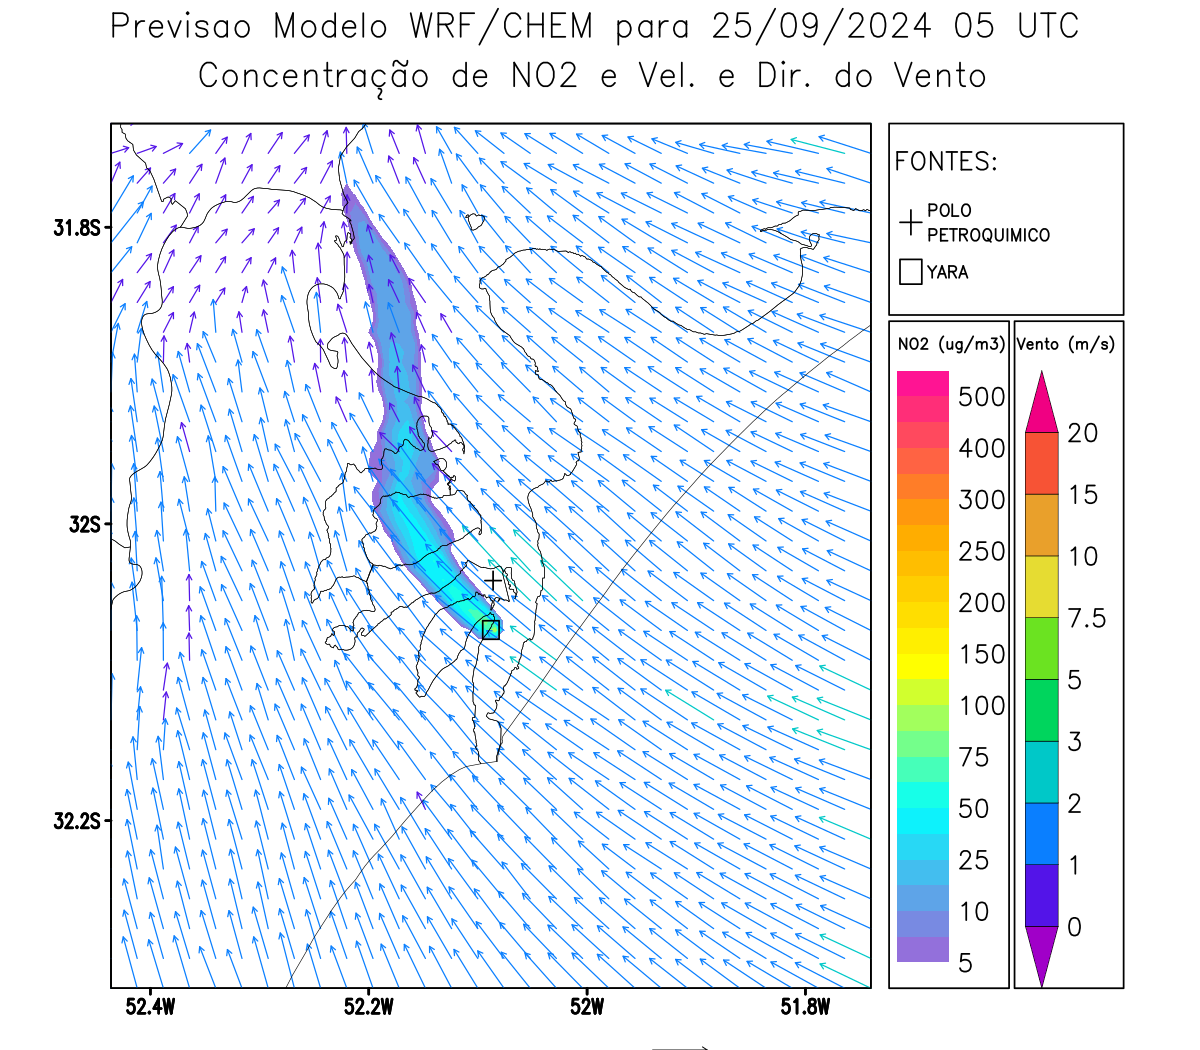 Previsao Modelo WRF/CHEM para 25/09/2024 05 UTC
Concentração de NO2 e Vel. e Dir. do Vento
FONTES:
POLO
PETROQUIMICO
YARA
NO2 (ug/m3)
500
400
300
250
200
150
100
75
50
25
10
5
Vento (m/s)
20
15
10
7.5
5
3
2
1
0
31.8S
32S
32.2S
52.4W
52.2W
52W
51.8W